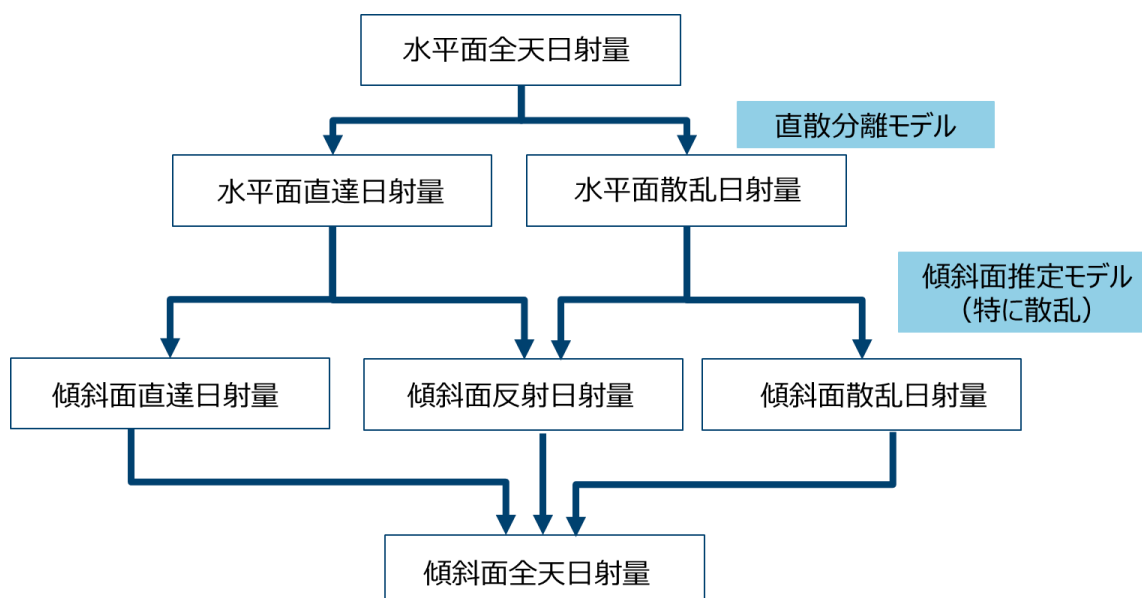 水平面全天日射量
直散分離モデル
水平面直達日射量
水平面散乱日射量
傾斜面推定モデル
（特に散乱）
傾斜面直達日射量
傾斜面反射日射量
傾斜面散乱日射量
傾斜面全天日射量